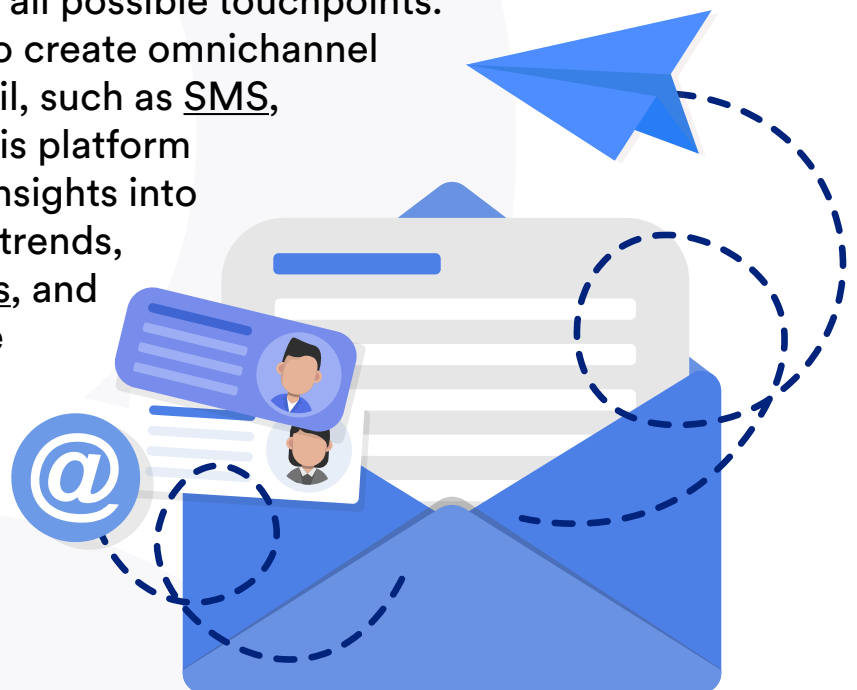 all possible touchpoints.
o create omnichannel
il, such as SMS,
is platform
nsights into
trends,
s, and
e
@